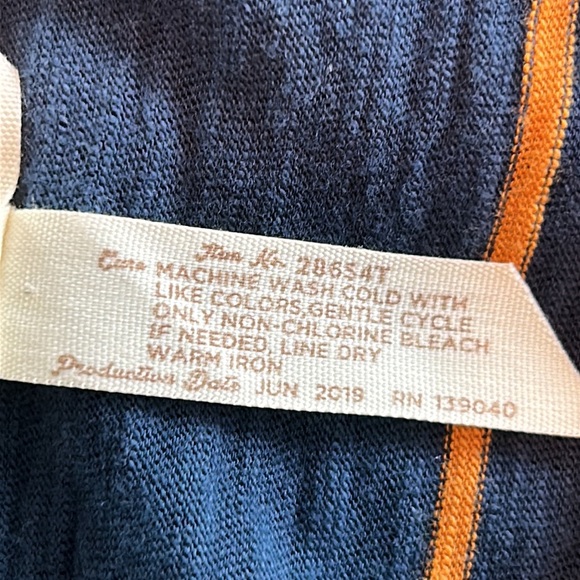 Item No. 28654T
Care MACHINE WASH COLD WITH
LIKE COLORS,GENTLE CYCLE
ONLY NON-CHLORINE BLEACH
IF NEEDED, LINE DRY
WARM IRON
Production Date JUN 2019 RN 139040